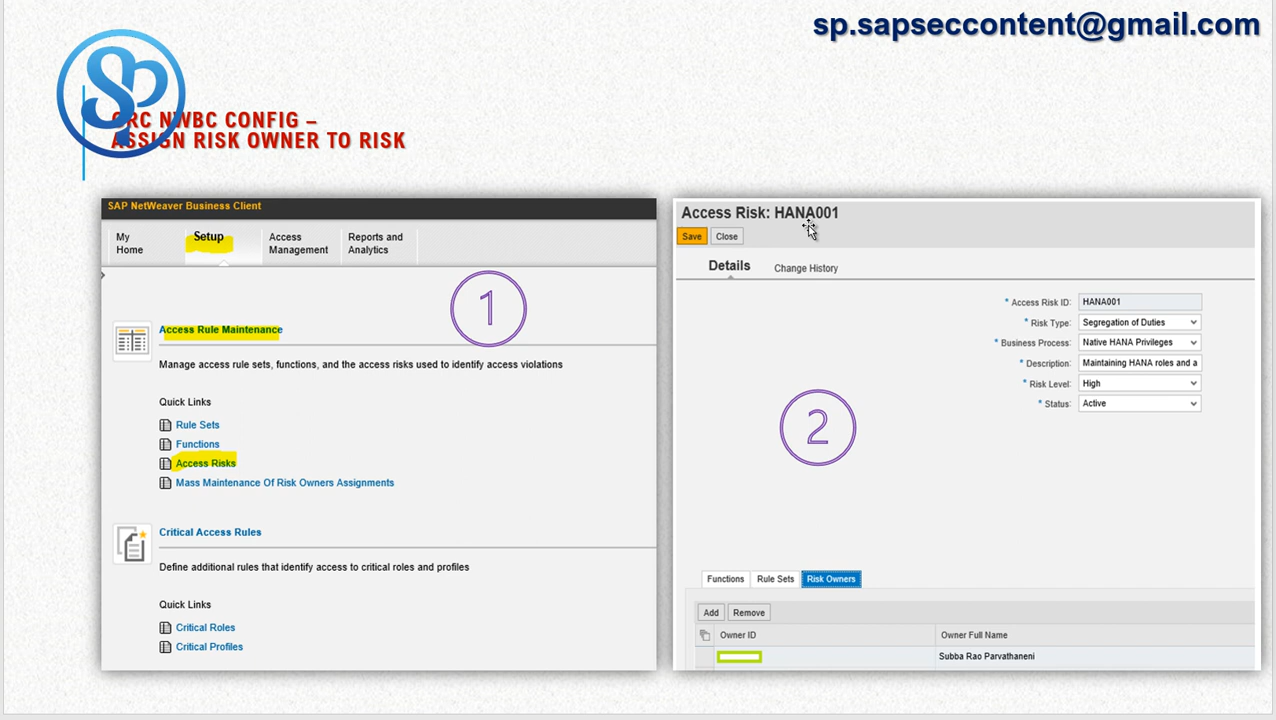 sp.sapseccontent@gmail.com
Sp
GRC NWBC CONFIG –
ASSIGN RISK OWNER TO RISK
SAP NetWeaver Business Client
My Home
Setup
Access Management
Reports and Analytics
1
Access Rule Maintenance
Manage access rule sets, functions, and the access risks used to identify access violations
Quick Links
Rule Sets
Functions
Access Risks
Mass Maintenance Of Risk Owners Assignments
Critical Access Rules
Define additional rules that identify access to critical roles and profiles
Quick Links
Critical Roles
Critical Profiles
Access Risk: HANA001
Save Close
Details Change History
* Access Risk ID: HANA001
* Risk Type: Segregation of Duties
* Business Process: Native HANA Privileges
* Description: Maintaining HANA roles and a
* Risk Level: High
* Status: Active
2
Functions Rule Sets Risk Owners
Add Remove
Owner ID Owner Full Name
Subba Rao Parvathaneni